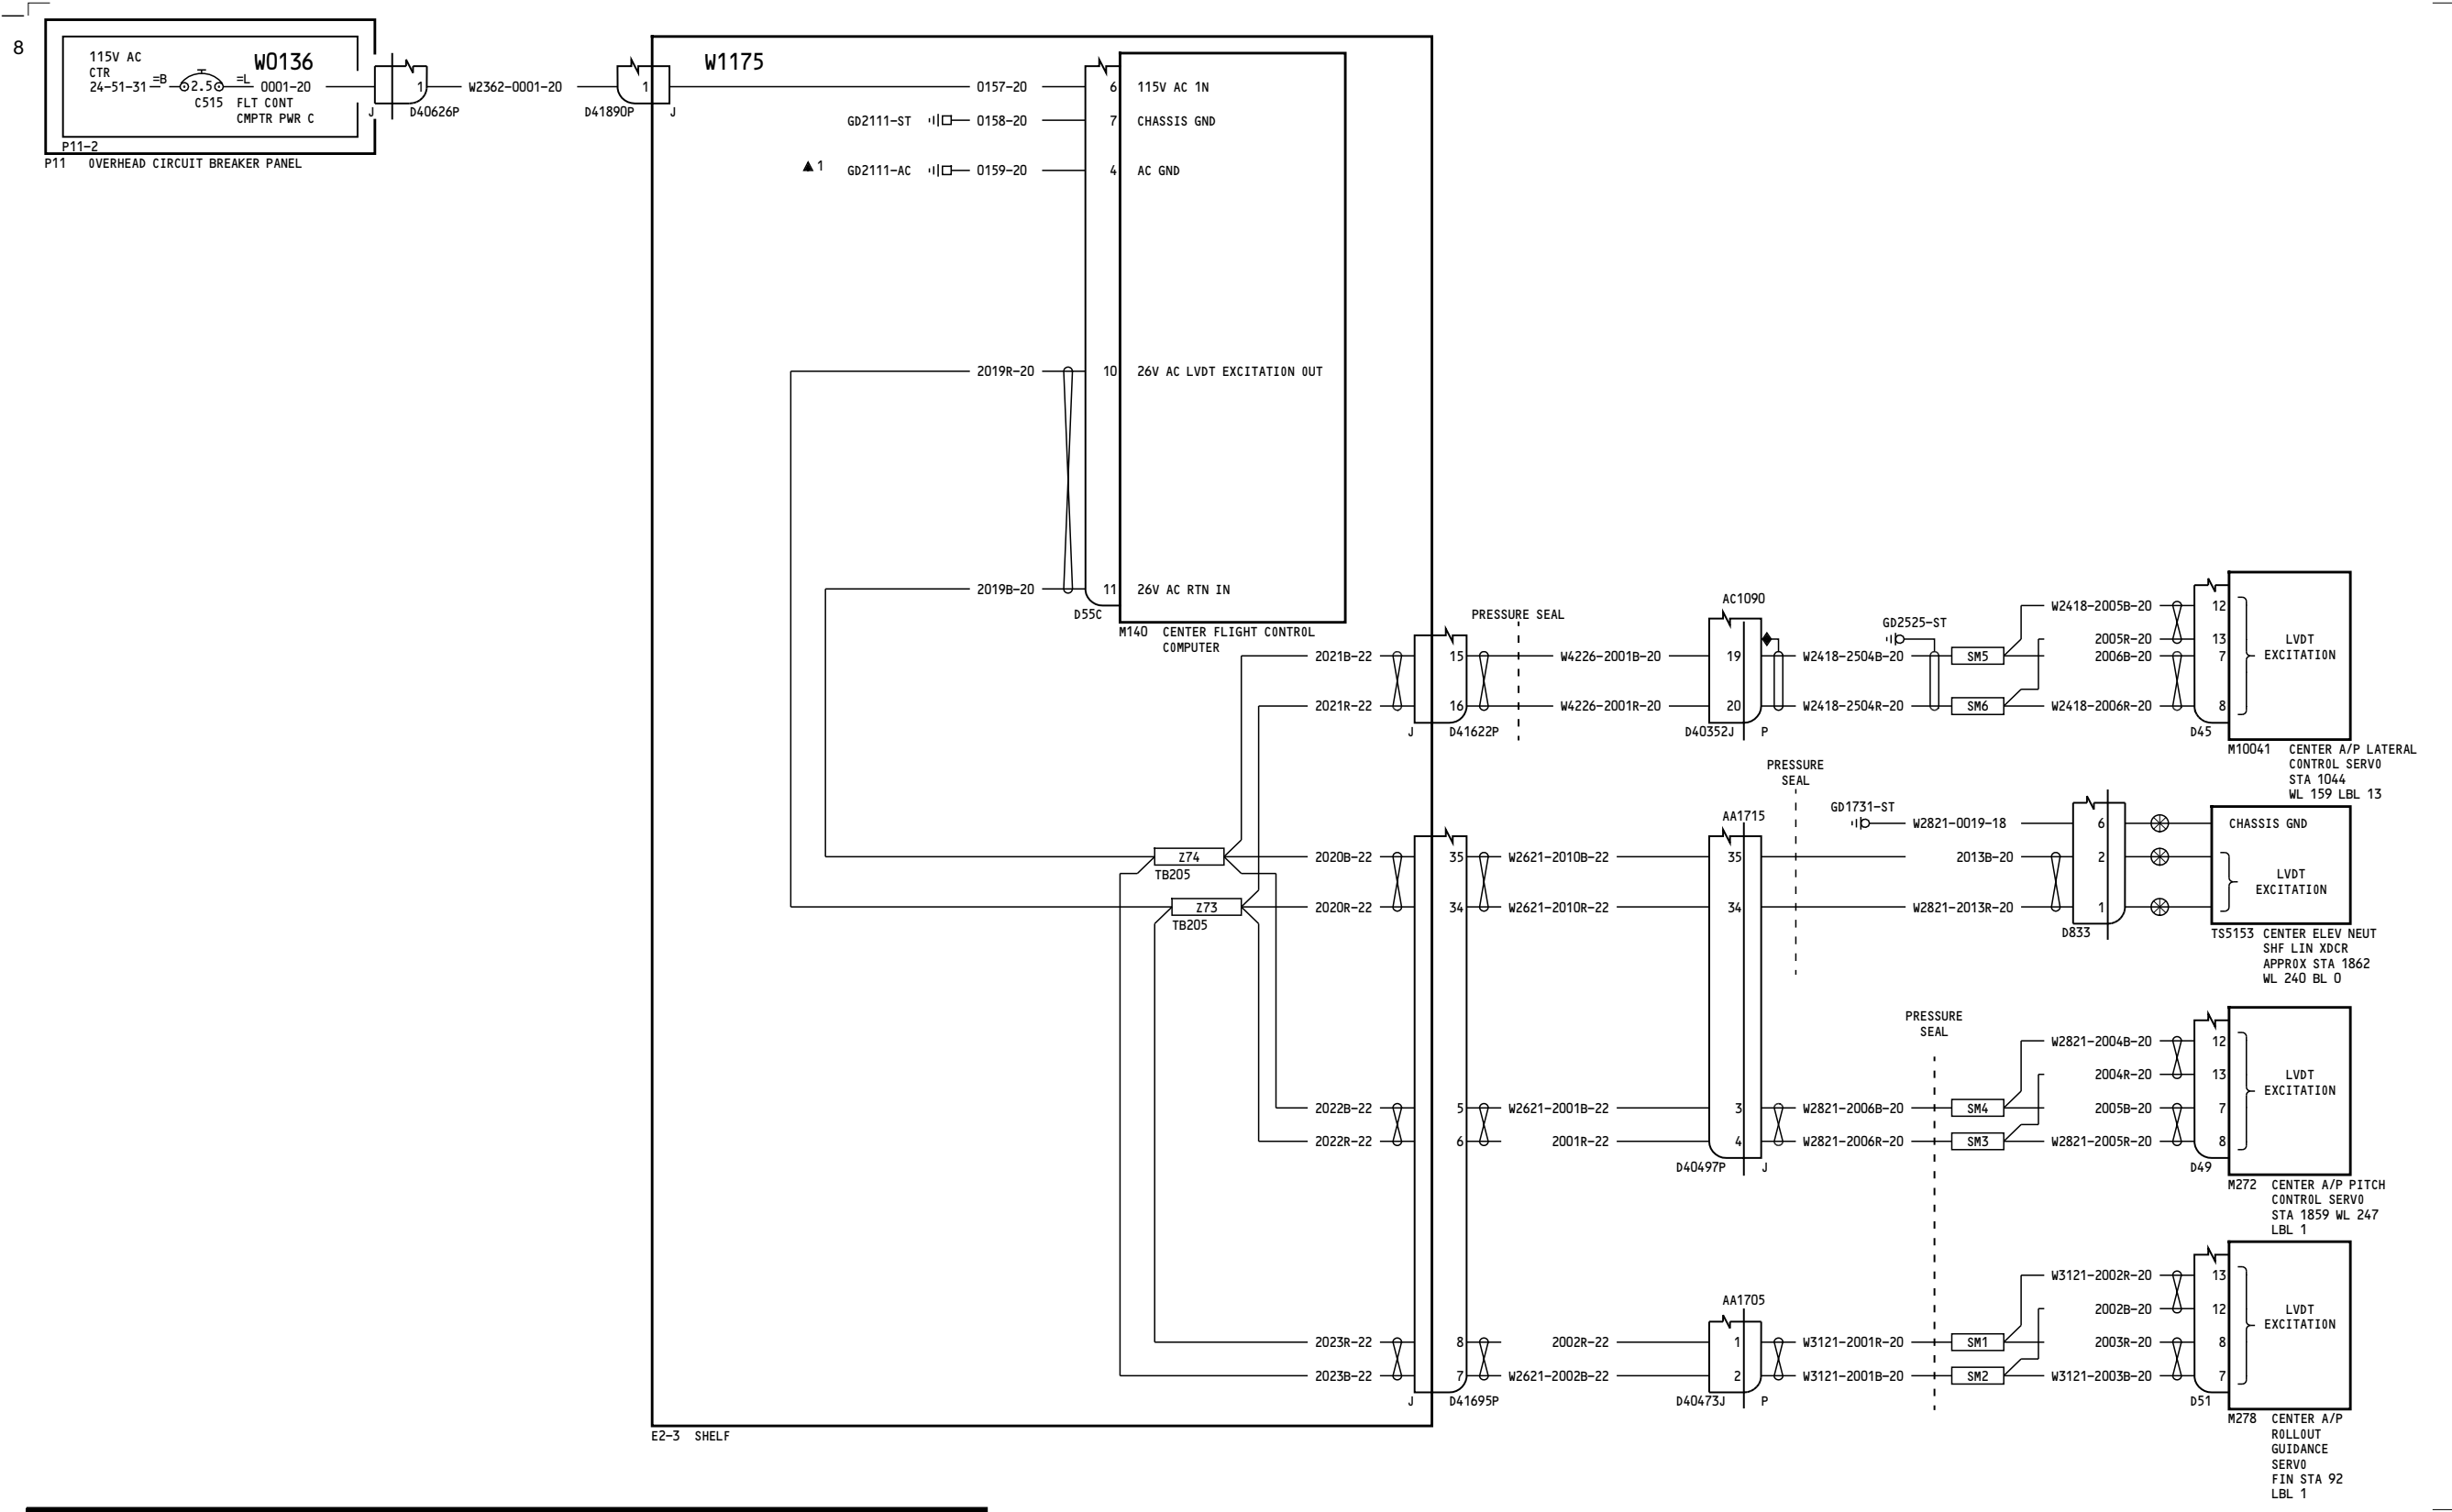 8
115V AC
CTR
24-51-31
=B
2.5
=L
C515
W0136
0001-20
FLT CONT
CMPTR PWR C
P11-2
P11 OVERHEAD CIRCUIT BREAKER PANEL
J
1
D40626P
W2362-0001-20
1
D41890P
J
W1175
0157-20
6
115V AC IN
GD2111-ST
0158-20
7
CHASSIS GND
▲ 1
GD2111-AC
0159-20
4
AC GND
2019R-20
10
26V AC LVDT EXCITATION OUT
2019B-20
11
26V AC RTN IN
D55C
M140 CENTER FLIGHT CONTROL
COMPUTER
PRESSURE SEAL
AC1090
GD2525-ST
2021B-22
15
W4226-2001B-20
19
W2418-2504B-20
SM5
2021R-22
16
W4226-2001R-20
20
W2418-2504R-20
SM6
J
D41622P
D40352J
P
W2418-2005B-20
12
2005R-20
13
2006B-20
7
W2418-2006R-20
8
LVDT
EXCITATION
D45
M10041 CENTER A/P LATERAL
CONTROL SERVO
STA 1044
WL 159 LBL 13
PRESSURE
SEAL
AA1715
GD1731-ST
W2821-0019-18
6
CHASSIS GND
Z74
TB205
2020B-22
35
W2621-2010B-22
35
2013B-20
2
Z73
TB205
2020R-22
34
W2621-2010R-22
34
W2821-2013R-20
1
LVDT
EXCITATION
D833
TS5153 CENTER ELEV NEUT
SHF LIN XDCR
APPROX STA 1862
WL 240 BL 0
PRESSURE
SEAL
2022B-22
5
W2621-2001B-22
3
W2821-2006B-20
SM4
2022R-22
6
2001R-22
4
W2821-2006R-20
SM3
D40497P
J
W2821-2004B-20
12
2004R-20
13
2005B-20
7
W2821-2005R-20
8
LVDT
EXCITATION
D49
M272 CENTER A/P PITCH
CONTROL SERVO
STA 1859 WL 247
LBL 1
AA1705
2023R-22
8
2002R-22
1
W3121-2001R-20
SM1
2023B-22
7
W2621-2002B-22
2
W3121-2001B-20
SM2
J
D41695P
D40473J
P
W3121-2002R-20
13
2002B-20
12
2003R-20
8
W3121-2003B-20
7
LVDT
EXCITATION
D51
M278 CENTER A/P
ROLLOUT
GUIDANCE
SERVO
FIN STA 92
LBL 1
E2-3 SHELF